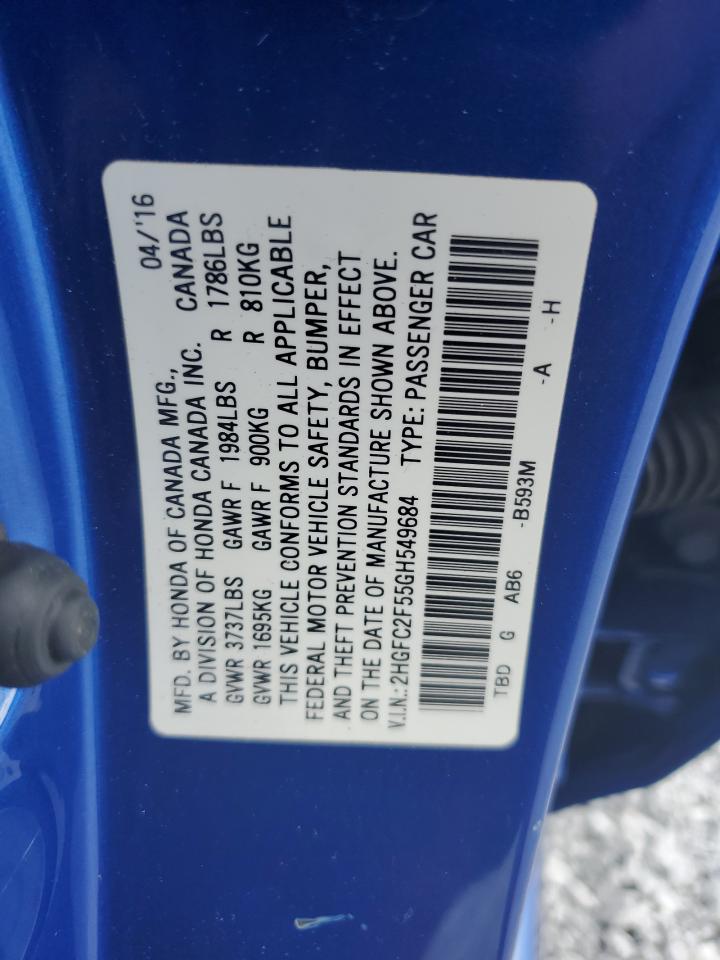 MFD. BY HONDA OF CANADA MFG., 04/'16
A DIVISION OF HONDA CANADA INC. CANADA
GVWR 3737LBS GAWR F 1984LBS R 1786LBS
GVWR 1695KG GAWR F 900KG R 810KG
THIS VEHICLE CONFORMS TO ALL APPLICABLE
FEDERAL MOTOR VEHICLE SAFETY, BUMPER,
AND THEFT PREVENTION STANDARDS IN EFFECT
ON THE DATE OF MANUFACTURE SHOWN ABOVE.
V.I.N.: 2HGFC2F55GH549684 TYPE: PASSENGER CAR
TBD G AB6 -B593M -A -H